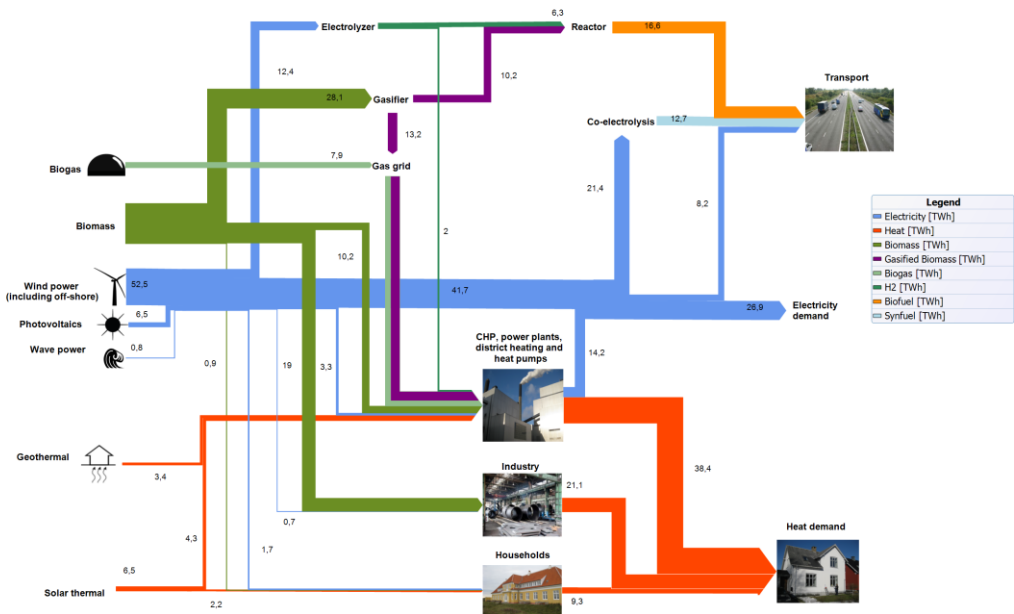 6,3
Electrolyzer
Reactor
16,6
12,4
10,2
Transport
28,1
Gasifier
Co-electrolysis
12,7
13,2
7,9
Gas grid
Biogas
21,4
8,2
Legend
Electricity [TWh]
Heat [TWh]
Biomass [TWh]
Gasified Biomass [TWh]
Biogas [TWh]
H2 [TWh]
Biofuel [TWh]
Synfuel [TWh]
Biomass
2
10,2
Wind power
(including off-shore)
52,5
41,7
26,9
Electricity
demand
Photovoltaics
6,5
Wave power
0,8
0,9
19
3,3
CHP, power plants,
district heating and
heat pumps
14,2
Geothermal
3,4
Industry
21,1
38,4
0,7
Heat demand
4,3
1,7
Households
6,5
Solar thermal
2,2
9,3